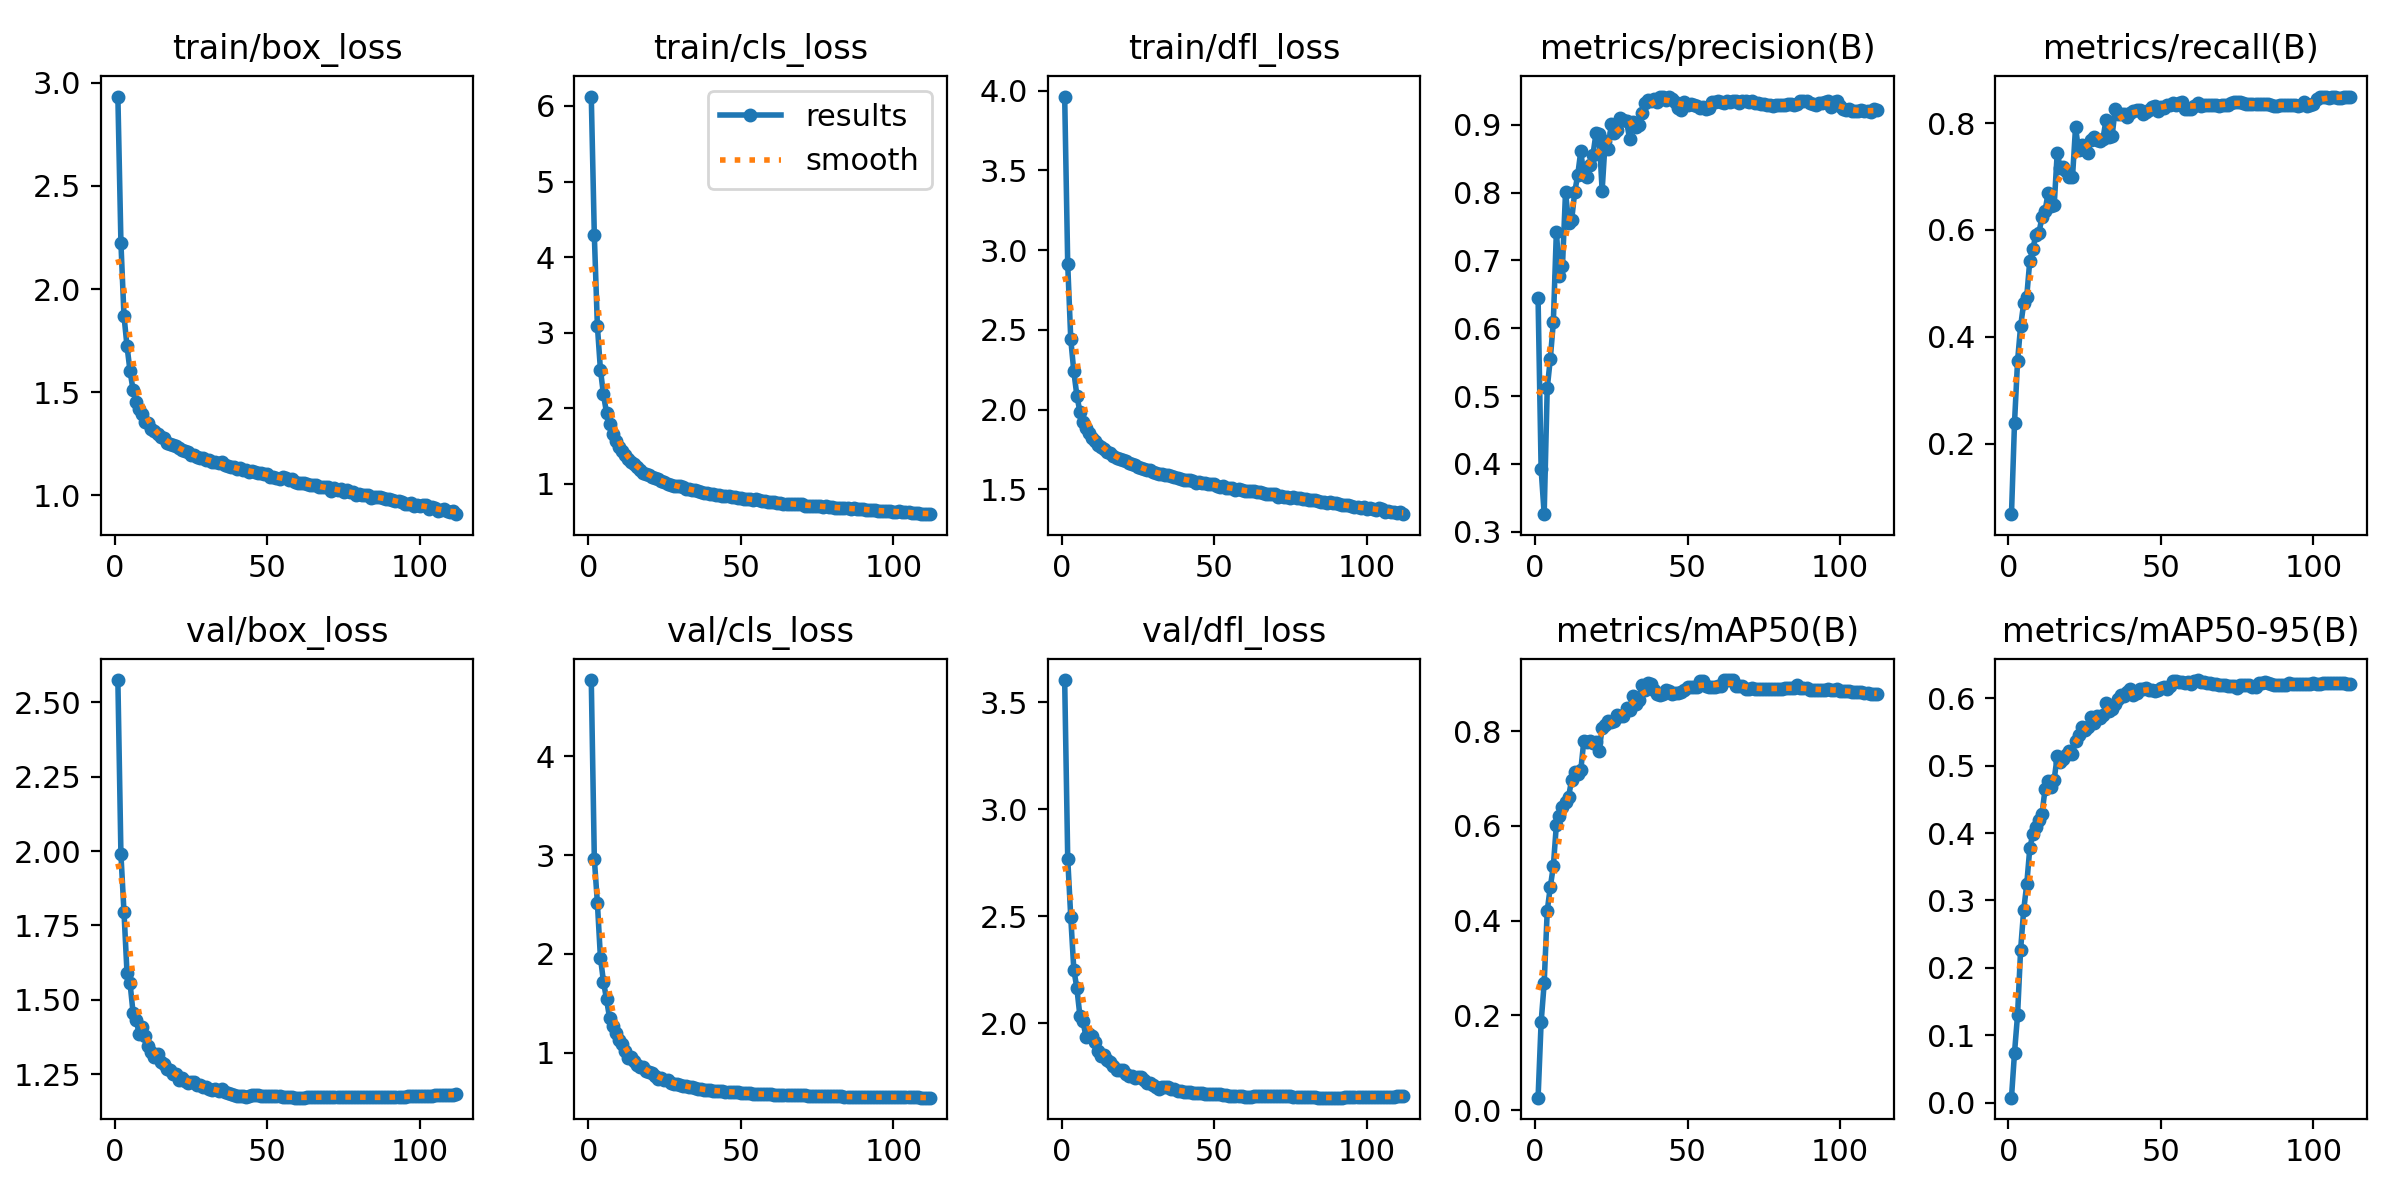 train/box_loss
3.0
2.5
2.0
1.5
1.0
0 50 100
train/cls_loss
results
smooth
6
5
4
3
2
1
0 50 100
train/dfl_loss
4.0
3.5
3.0
2.5
2.0
1.5
0 50 100
metrics/precision(B)
0.9
0.8
0.7
0.6
0.5
0.4
0.3
0 50 100
metrics/recall(B)
0.8
0.6
0.4
0.2
0 50 100
val/box_loss
2.50
2.25
2.00
1.75
1.50
1.25
0 50 100
val/cls_loss
4
3
2
1
0 50 100
val/dfl_loss
3.5
3.0
2.5
2.0
0 50 100
metrics/mAP50(B)
0.8
0.6
0.4
0.2
0.0
0 50 100
metrics/mAP50-95(B)
0.6
0.5
0.4
0.3
0.2
0.1
0.0
0 50 100